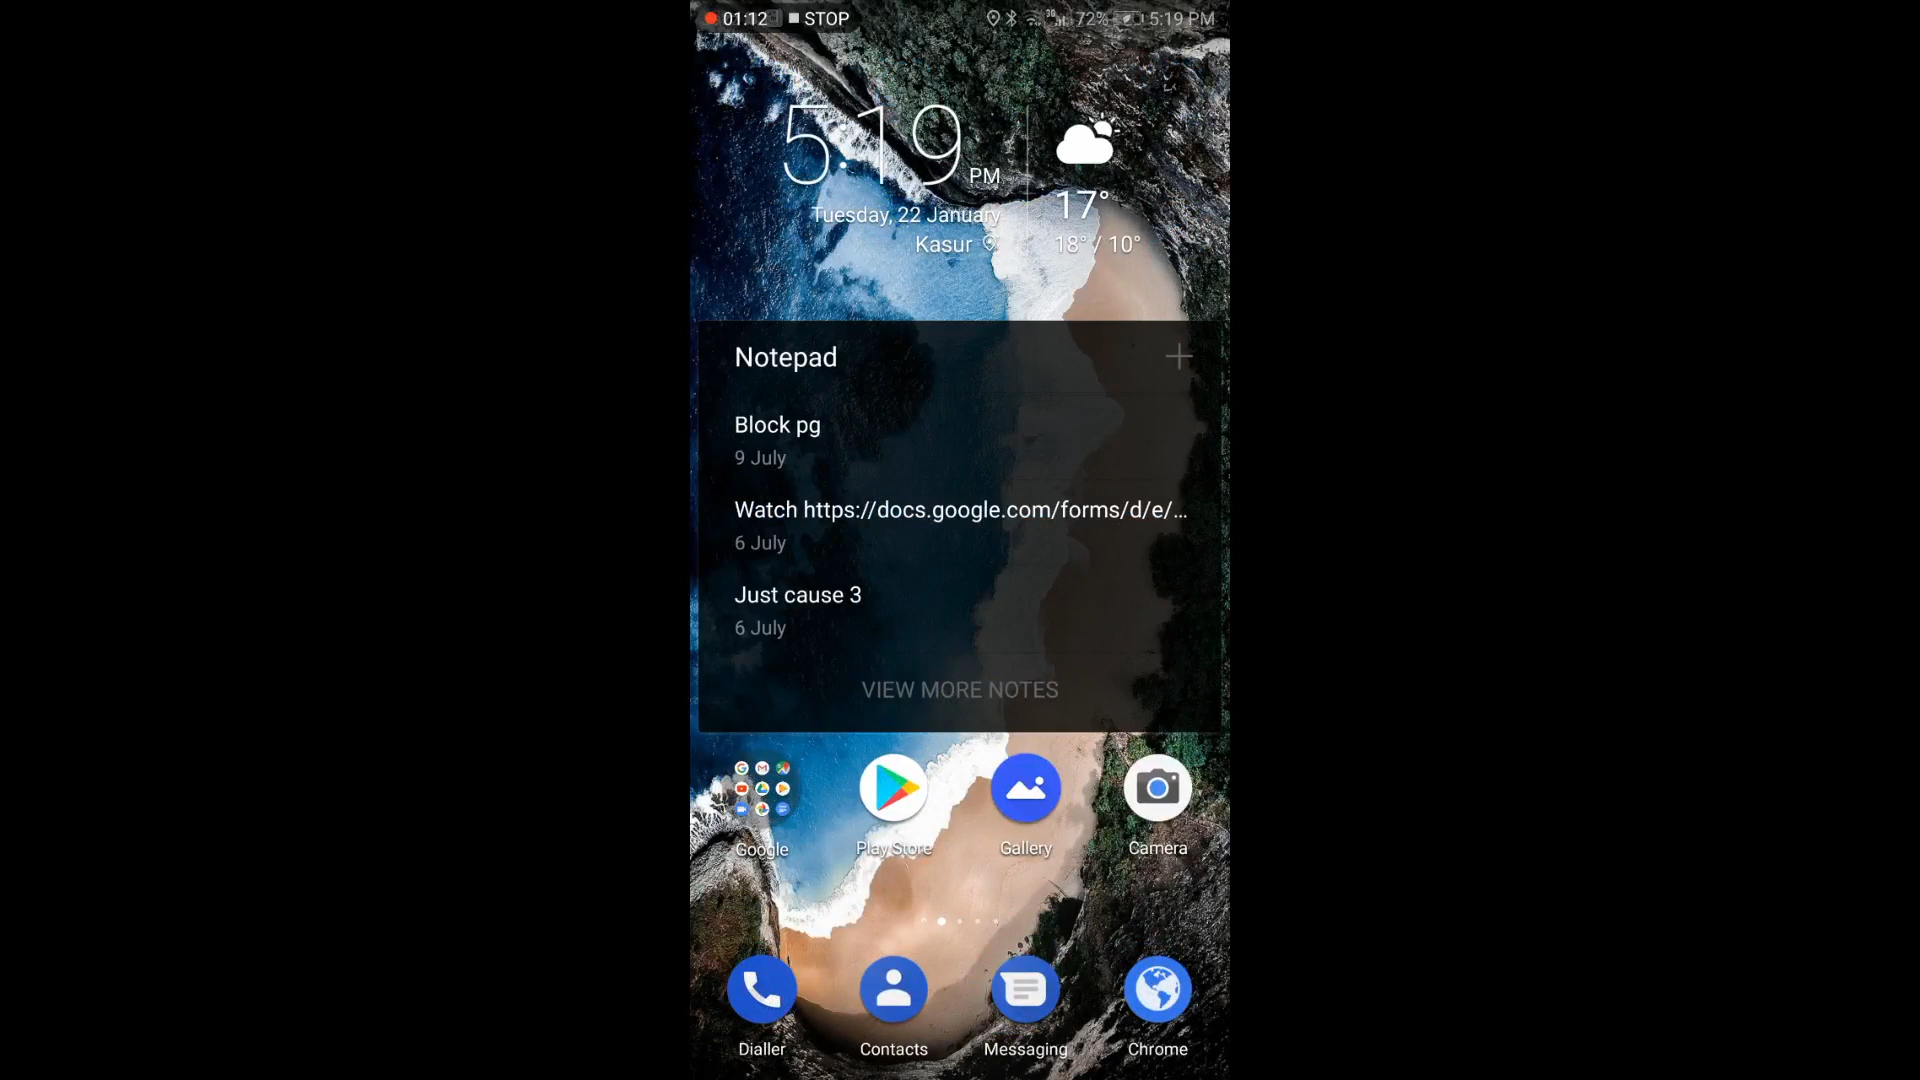 01:12 STOP 72% 5:19 PM
5:19 PM
Tuesday, 22 January
Kasur
17°
18° / 10°
Notepad
Block pg
9 July
Watch https://docs.google.com/forms/d/e/...
6 July
Just cause 3
6 July
VIEW MORE NOTES
Google Play Store Gallery Camera
Dialler Contacts Messaging Chrome